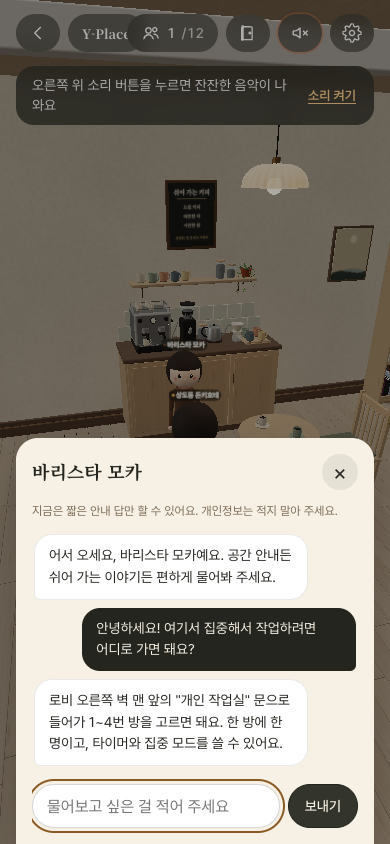 Y-Place
1 /12
오른쪽 위 소리 버튼을 누르면 잔잔한 음악이 나
와요
소리 켜기
쉬어 가는 커피
바리스타 모카
상도동 돈키호테
바리스타 모카
×
지금은 짧은 안내 답만 할 수 있어요. 개인정보는 적지 말아 주세요.
어서 오세요, 바리스타 모카예요. 공간 안내든
쉬어 가는 이야기든 편하게 물어봐 주세요.
안녕하세요! 여기서 집중해서 작업하려면
어디로 가면 돼요?
로비 오른쪽 벽 맨 앞의 "개인 작업실" 문으로
들어가 1~4번 방을 고르면 돼요. 한 방에 한
명이고, 타이머와 집중 모드를 쓸 수 있어요.
물어보고 싶은 걸 적어 주세요
보내기